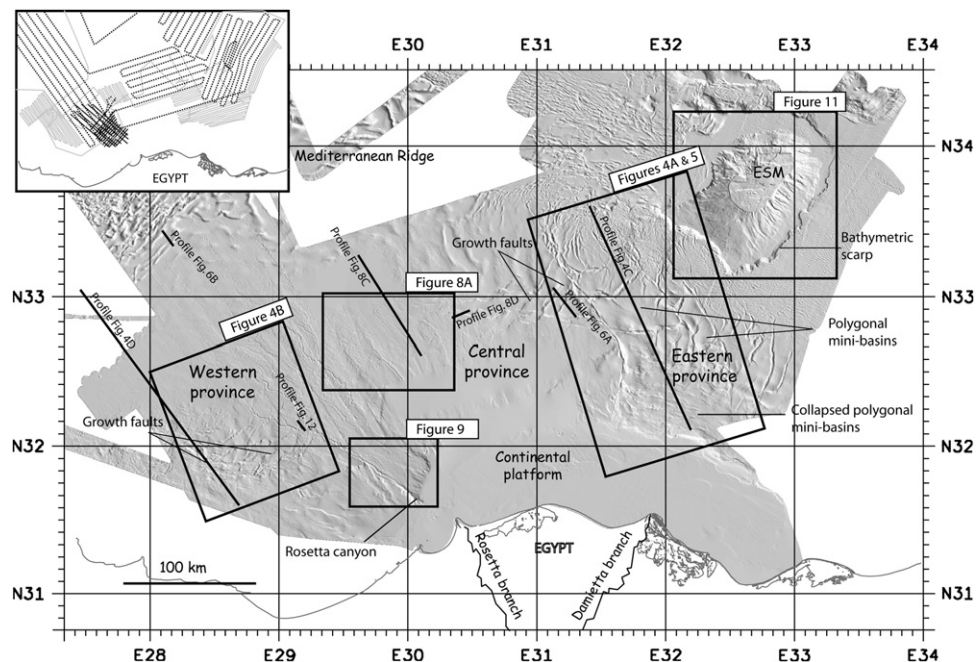 E30
E31
E32
E33
E34
EGYPT
Mediterranean Ridge
Figure 11
N34
ESM
Figures 4A & 5
Growth faults
Profile Fig. 4C
Bathymetric
scarp
Profile Fig. 6B
Profile Fig. 8C
N33
N33
Figure 8A
Profile Fig. 8D
Profile Fig. 6A
Profile Fig. 4D
Figure 4B
Polygonal
mini-basins
Western
province
Central
province
Eastern
province
Profile Fig. 12
Growth faults
Collapsed polygonal
mini-basins
Figure 9
N32
N32
Continental
platform
Rosetta canyon
100 km
EGYPT
Rosetta branch
Damietta branch
N31
N31
E28
E29
E30
E31
E32
E33
E34